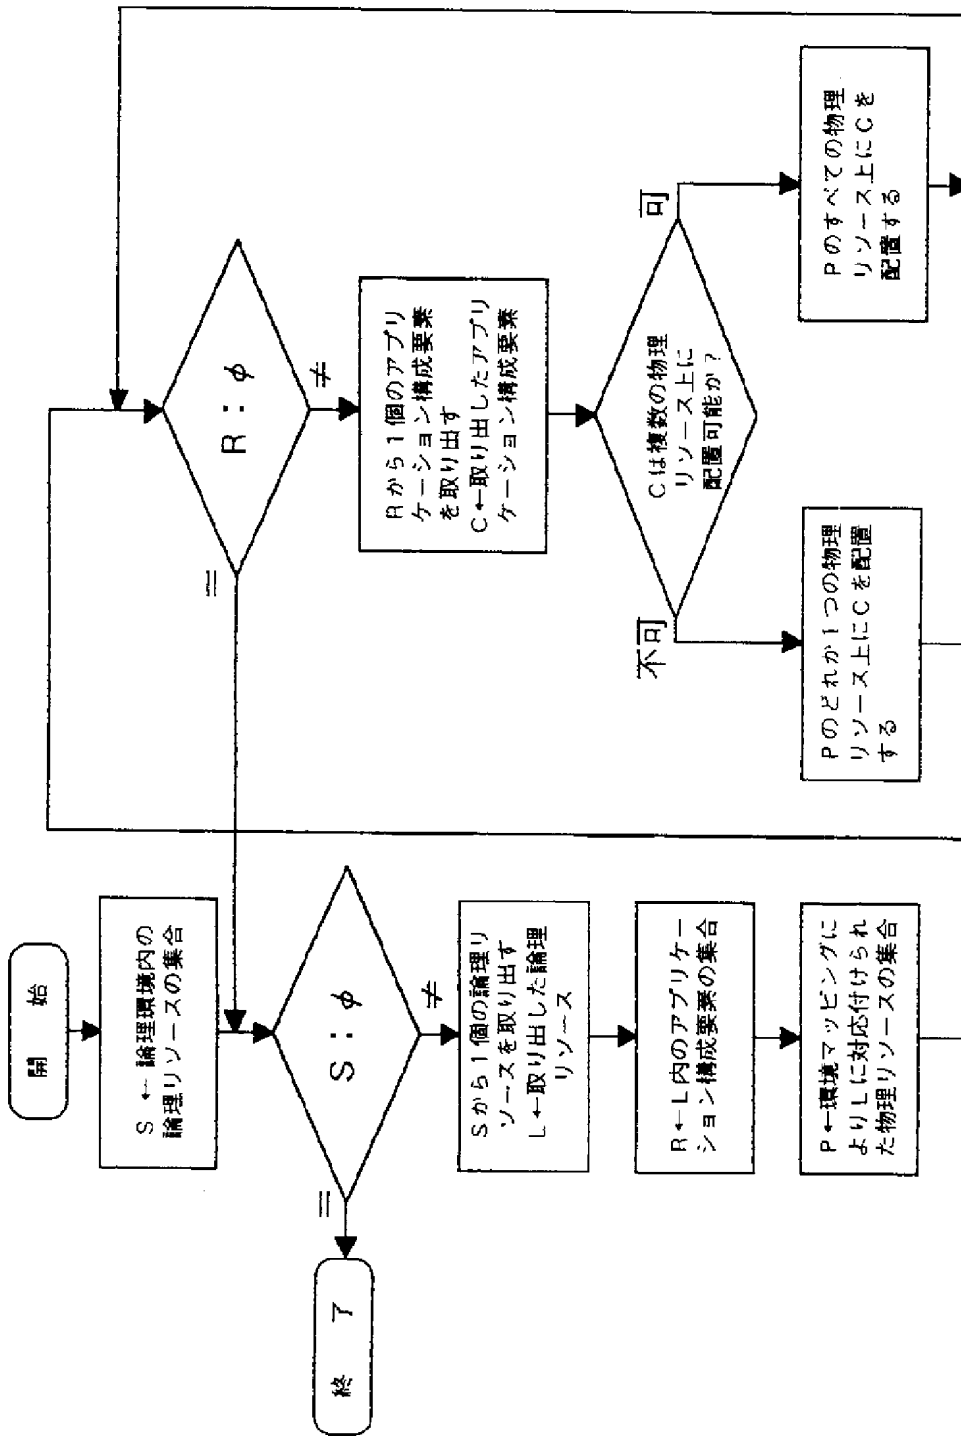 開 始
S ← 論理環境内の
論理リソースの集合
S : φ
=
≠
終 了
Sから1個の論理リ
ソースを取り出す
L←取り出した論理
リソース
R←L内のアプリケー
ション構成要素の集合
P←環境マッピングに
よりLに対応付けられ
た物理リソースの集合
R : φ
=
≠
Rから1個のアプリ
ケーション構成要素
を取り出す
C←取り出したアプリ
ケーション構成要素
Cは複数の物理
リソース上に
配置可能か?
不可
可
Pのどれか1つの物理
リソース上にCを配置
する
Pのすべての物理
リソース上にCを
配置する